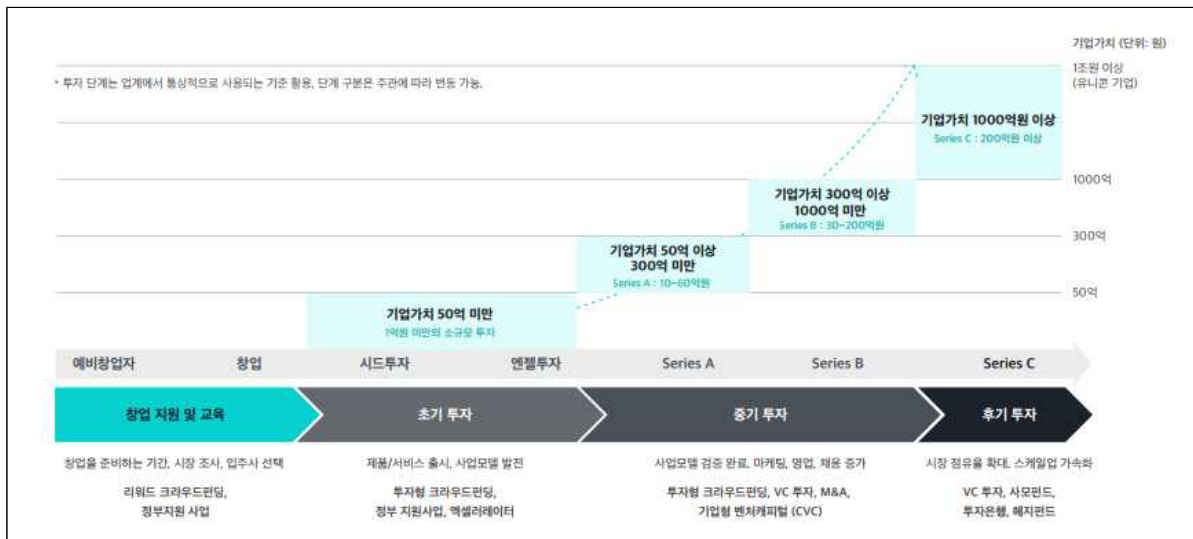 기업가치 (단위: 원)
1조원 이상
(유니콘 기업)
* 투자 단계는 업계에서 통상적으로 사용되는 기준 활용, 단계 구분은 주관에 따라 변동 가능.
기업가치 1000억원 이상
Series C : 200억원 이상
1000억
기업가치 300억 이상
1000억 미만
Series B : 30~200억원
300억
기업가치 50억 이상
300억 미만
Series A : 10~60억원
50억
기업가치 50억 미만
1억원 미만의 소규모 투자
예비창업자 창업 시드투자 엔젤투자 Series A Series B Series C
창업 지원 및 교육 초기 투자 중기 투자 후기 투자
창업을 준비하는 기간, 시장 조사, 입주사 선택
리워드 크라우드펀딩,
정부지원 사업
제품/서비스 출시, 사업모델 발전
투자형 크라우드펀딩,
정부 지원사업, 엑셀러레이터
사업모델 검증 완료, 마케팅, 영업, 채용 증가
투자형 크라우드펀딩, VC 투자, M&A,
기업형 벤처캐피털 (CVC)
시장 점유율 확대, 스케일업 가속화
VC 투자, 사모펀드,
투자은행, 헤지펀드